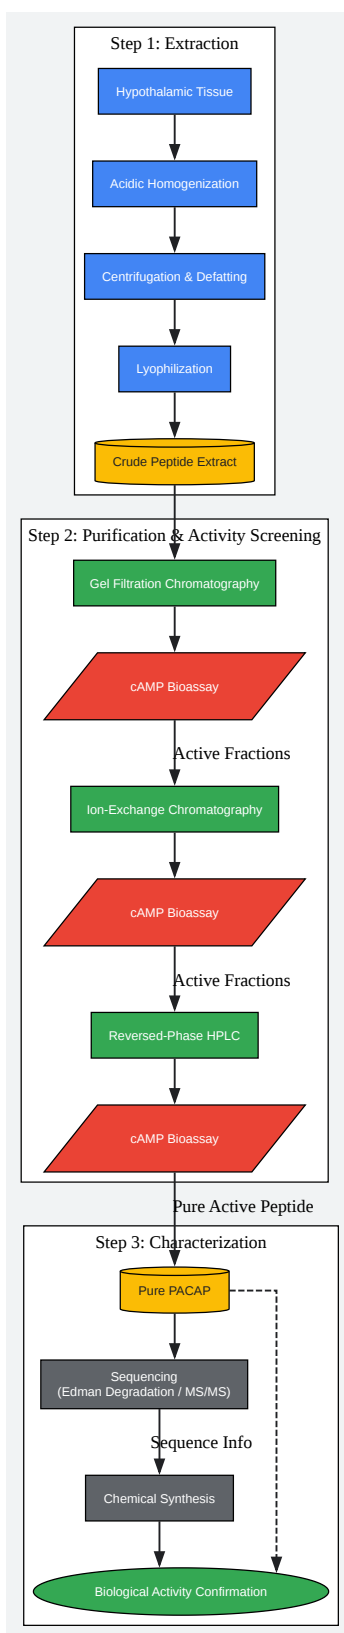 Step 1: Extraction
Hypothalamic Tissue
Acidic Homogenization
Centrifugation & Defatting
Lyophilization
Crude Peptide Extract
Step 2: Purification & Activity Screening
Gel Filtration Chromatography
cAMP Bioassay
Active Fractions
Ion-Exchange Chromatography
cAMP Bioassay
Active Fractions
Reversed-Phase HPLC
cAMP Bioassay
Pure Active Peptide
Step 3: Characterization
Pure PACAP
Sequencing
(Edman Degradation / MS/MS)
Sequence Info
Chemical Synthesis
Biological Activity Confirmation